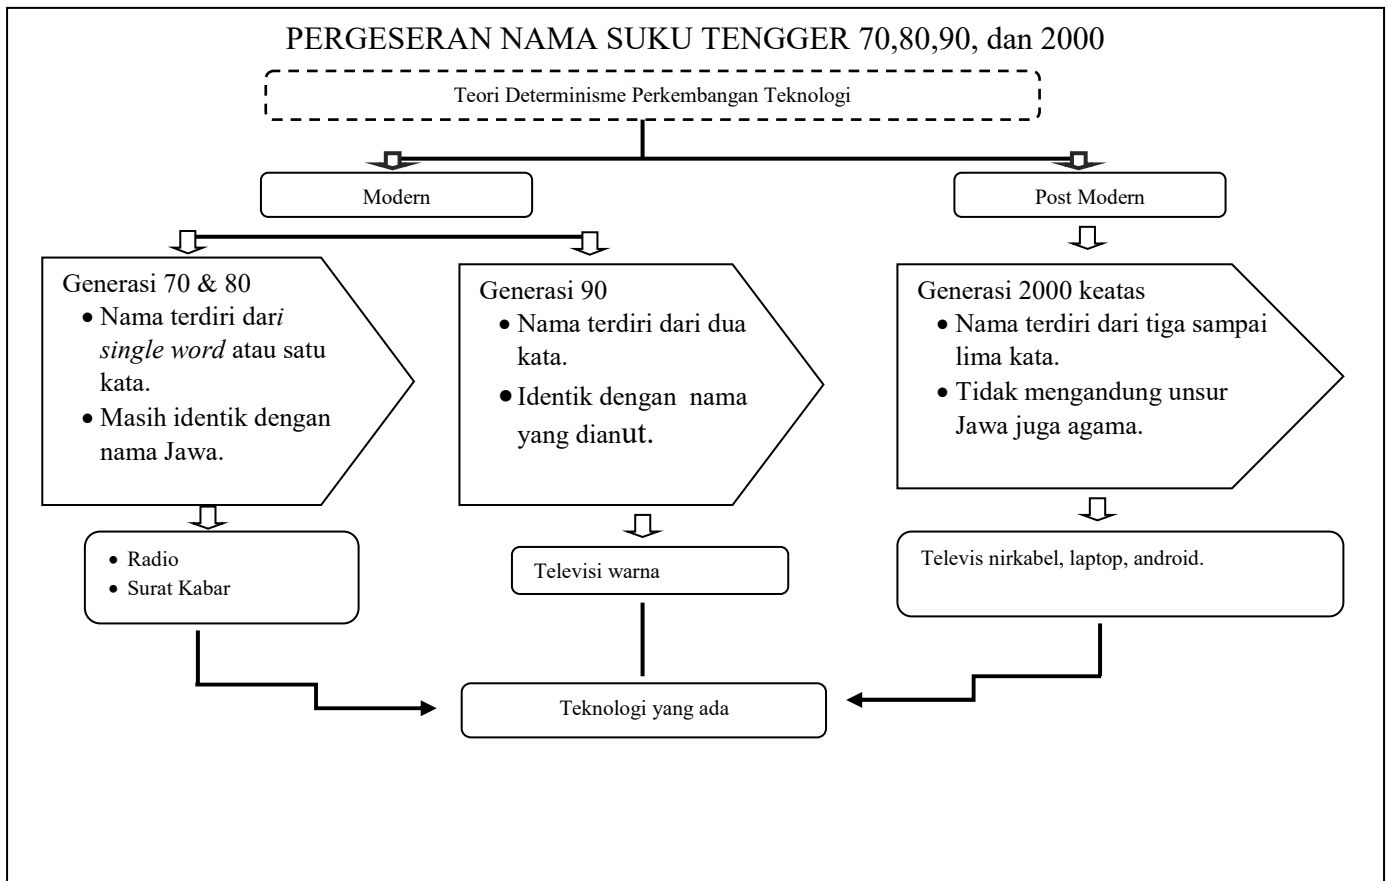 PERGESERAN NAMA SUKU TENGGER 70,80,90, dan 2000
Teori Determinisme Perkembangan Teknologi
Modern
Post Modern
Generasi 70 & 80
• Nama terdiri dari
single word atau satu
kata.
• Masih identik dengan
nama Jawa.
Generasi 90
• Nama terdiri dari dua
kata.
• Identik dengan nama
yang dianut.
Generasi 2000 keatas
• Nama terdiri dari tiga sampai
lima kata.
• Tidak mengandung unsur
Jawa juga agama.
• Radio
• Surat Kabar
Televisi warna
Televis nirkabel, laptop, android.
Teknologi yang ada